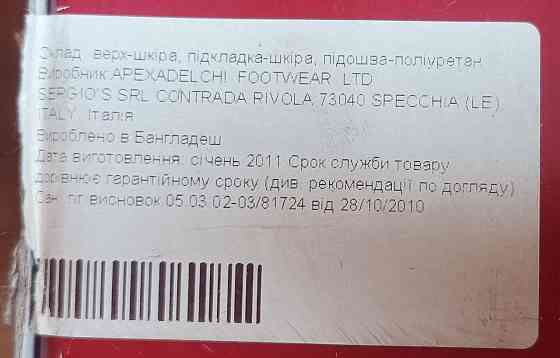 Склад: верх-шкіра, підкладка-шкіра, підошва-поліуретан
Виробник:APEXADELCHI FOOTWEAR LTD
SERGIO'S SRL CONTRADA RIVOLA 73040 SPECCHIA (LE)
ITALY Італія
Вироблено в Бангладеш
Дата виготовлення: січень 2011 Срок служби товару
дорівнює гарантійному сроку (див. рекомендації по догляду)
Сан. гіг висновок 05.03.02-03/81724 від 28/10/2010